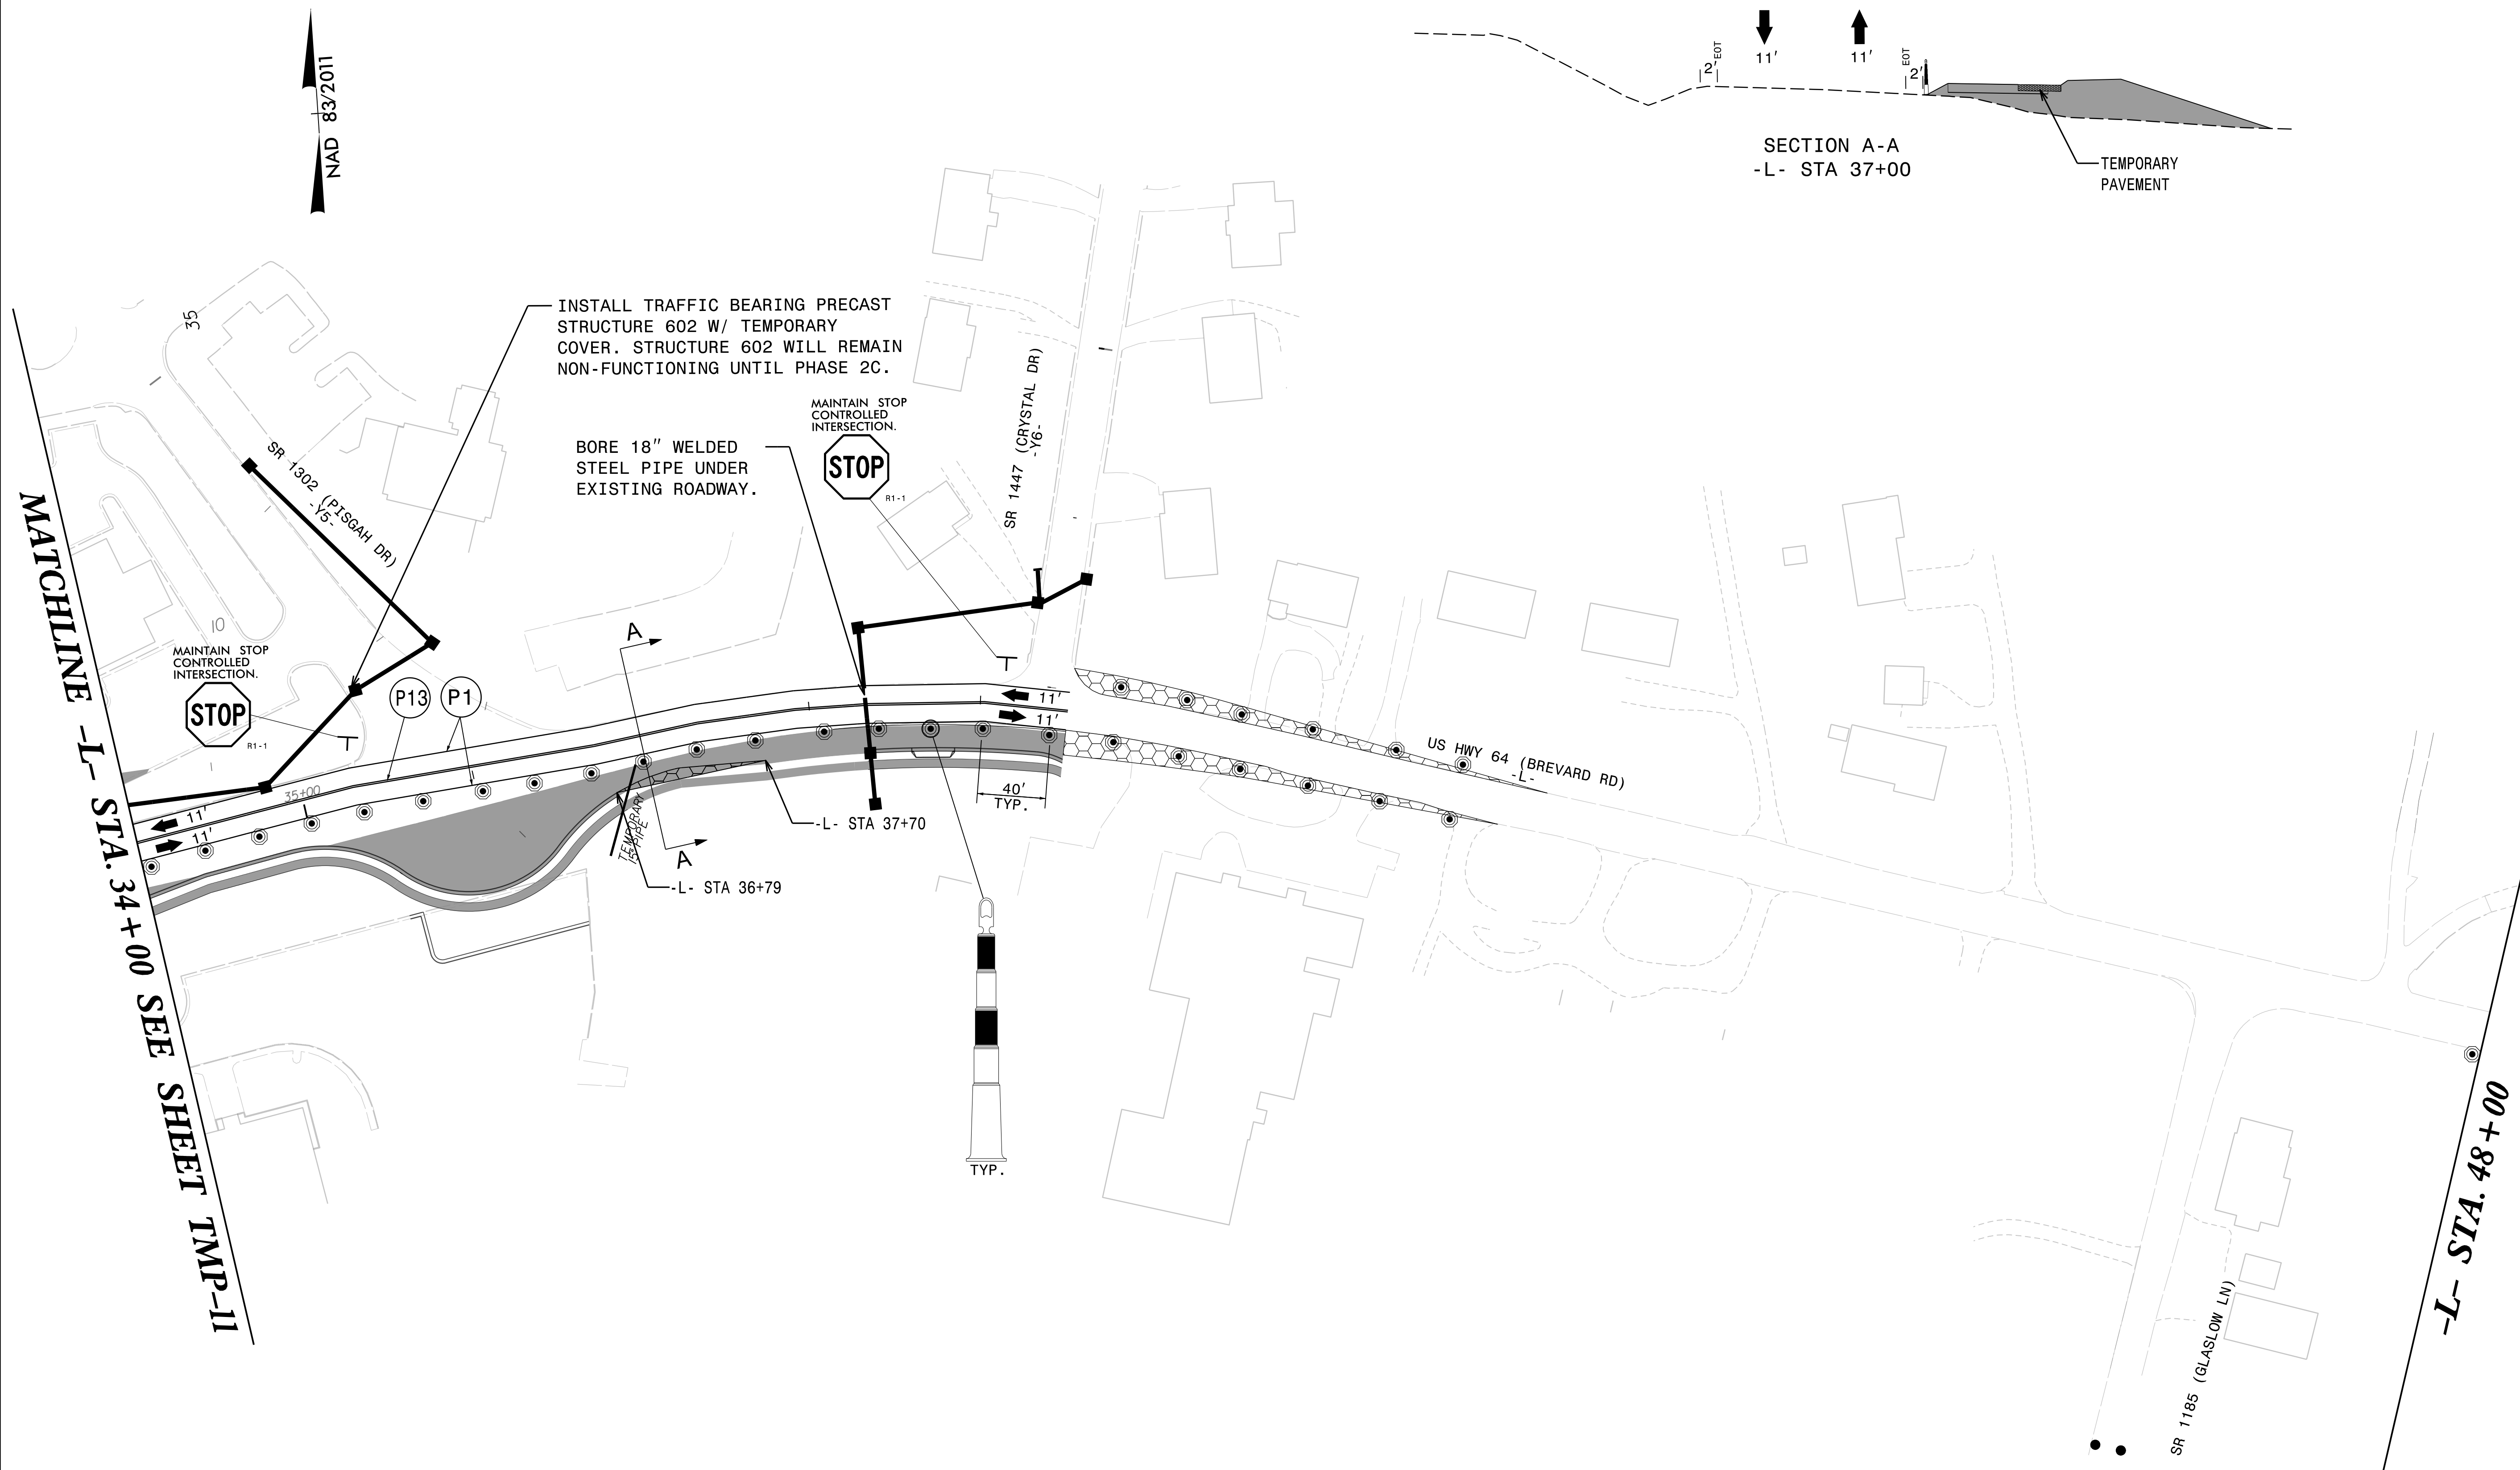 NAD 83/2011
EOT
2'
11'
11'
EOT
2'
SECTION A-A
-L- STA 37+00
TEMPORARY
PAVEMENT
INSTALL TRAFFIC BEARING PRECAST
STRUCTURE 602 W/ TEMPORARY
COVER. STRUCTURE 602 WILL REMAIN
NON-FUNCTIONING UNTIL PHASE 2C.
35
SR 1302 (PISGAH DR)
-Y5-
BORE 18" WELDED
STEEL PIPE UNDER
EXISTING ROADWAY.
MAINTAIN STOP
CONTROLLED
INTERSECTION.
STOP
R1-1
SR 1447 (CRYSTAL DR)
-Y6-
MATCHLINE -L- STA. 34+00 SEE SHEET TMP-11
10
MAINTAIN STOP
CONTROLLED
INTERSECTION.
STOP
R1-1
P13
P1
A
11'
11'
US HWY 64 (BREVARD RD)
-L-
35+00
11'
11'
40'
TYP.
TEMPORARY
15" PIPE
A
-L- STA 37+70
-L- STA 36+79
TYP.
-L- STA. 48+00
SR 1185 (GLASLOW LN)